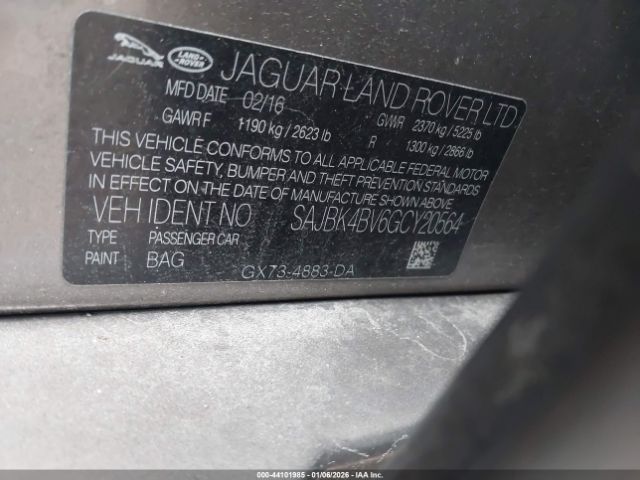 JAGUAR LAND-ROVER JAGUAR LAND ROVER LTD
MFD DATE 02/16 GVWR 2370 kg / 5225 lb
GAWR F 1190 kg / 2623 lb R 1300 kg / 2866 lb
THIS VEHICLE CONFORMS TO ALL APPLICABLE FEDERAL MOTOR
VEHICLE SAFETY, BUMPER AND THEFT PREVENTION STANDARDS
IN EFFECT ON THE DATE OF MANUFACTURE SHOWN ABOVE
VEH IDENT NO SAJBK4BV6GCY20564
TYPE PASSENGER CAR
PAINT BAG
GX73-4883-DA
000-44101985 - 01/06/2026 - IAAI.COM